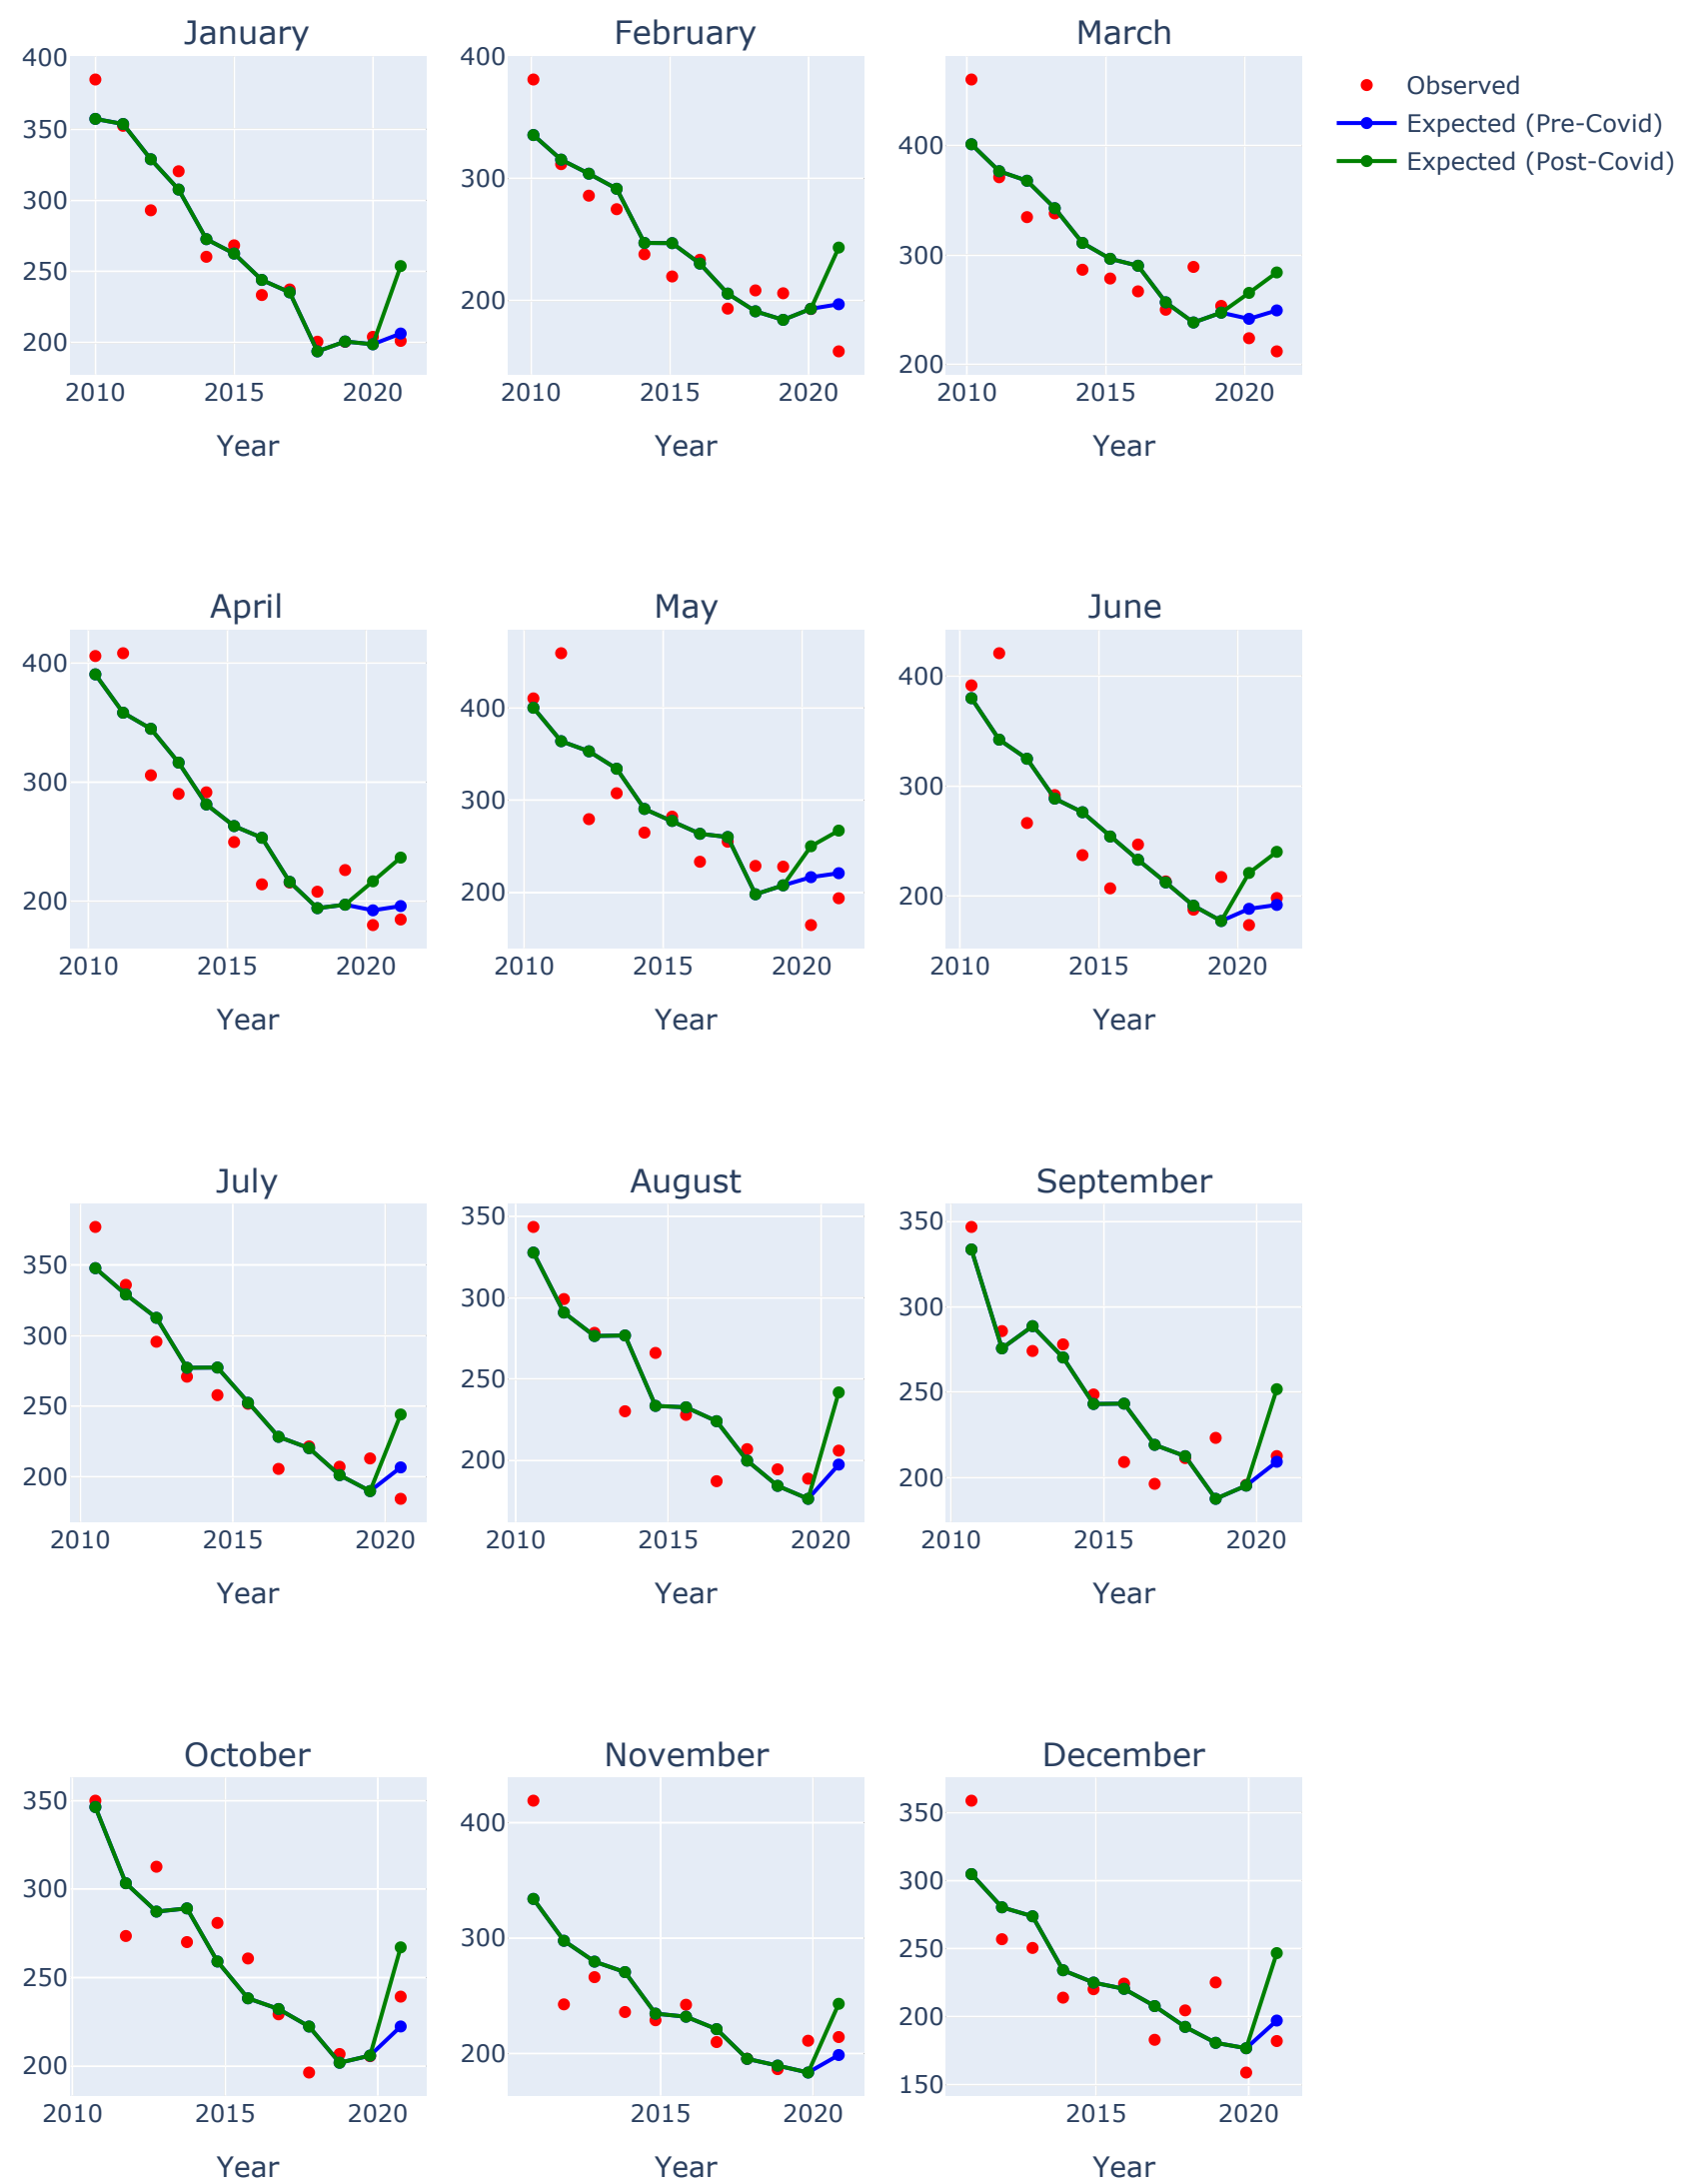 January
February
March
Observed
Expected (Pre-Covid)
Expected (Post-Covid)
400
350
300
250
200
2010
2015
2020
Year
400
300
200
2010
2015
2020
Year
400
300
200
2010
2015
2020
Year
April
May
June
400
300
200
2010
2015
2020
Year
400
300
200
2010
2015
2020
Year
400
300
200
2010
2015
2020
Year
July
August
September
350
300
250
200
2010
2015
2020
Year
350
300
250
200
2010
2015
2020
Year
350
300
250
200
2010
2015
2020
Year
October
November
December
350
300
250
200
2010
2015
2020
Year
400
300
200
2015
2020
Year
350
300
250
200
150
2015
2020
Year